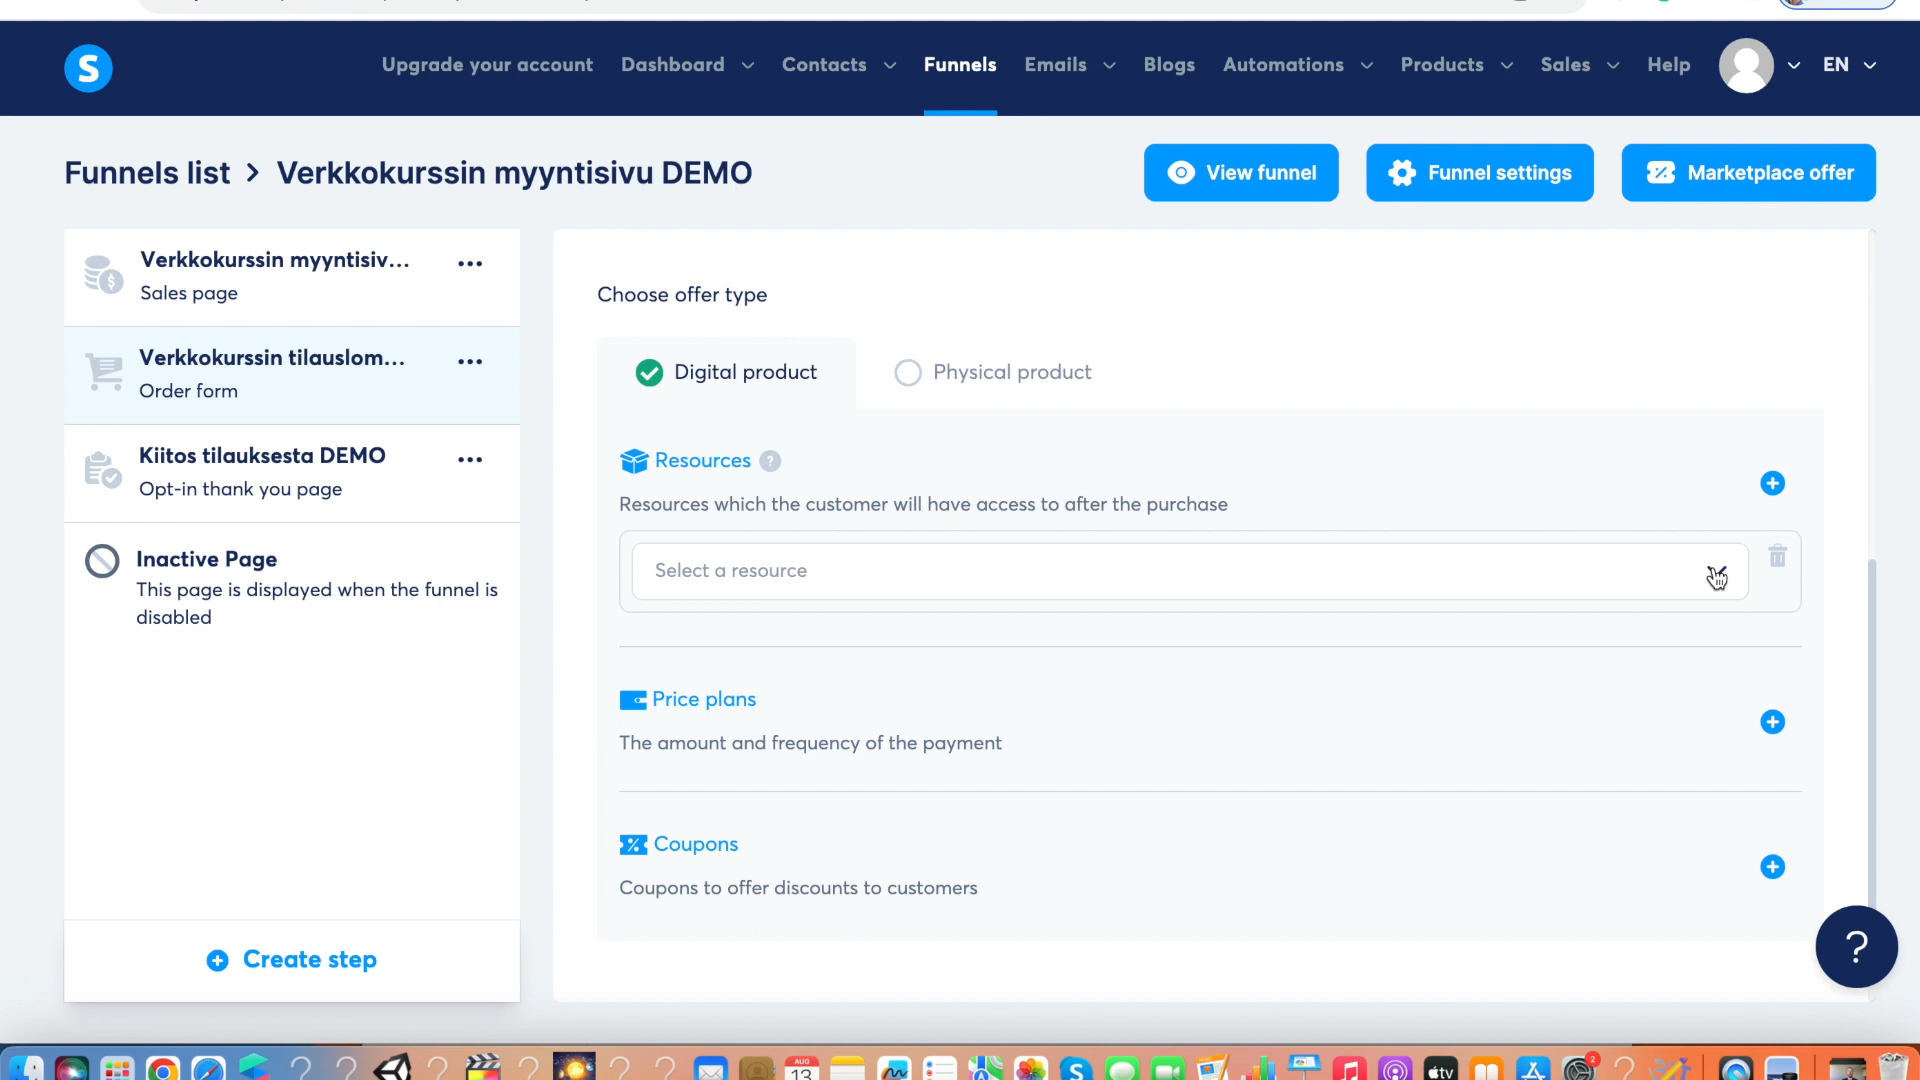 S
Upgrade your account Dashboard Contacts Funnels Emails Blogs Automations Products Sales Help EN
Funnels list > Verkkokurssin myyntisivu DEMO
View funnel
Funnel settings
Marketplace offer
Verkkokurssin myyntisiv...
Sales page
Verkkokurssin tilauslom...
Order form
Kiitos tilauksesta DEMO
Opt-in thank you page
Inactive Page
This page is displayed when the funnel is
disabled
Create step
Choose offer type
Digital product
Physical product
Resources ?
Resources which the customer will have access to after the purchase
Select a resource
Price plans
The amount and frequency of the payment
Coupons
Coupons to offer discounts to customers
?
AUG
13
tv
2